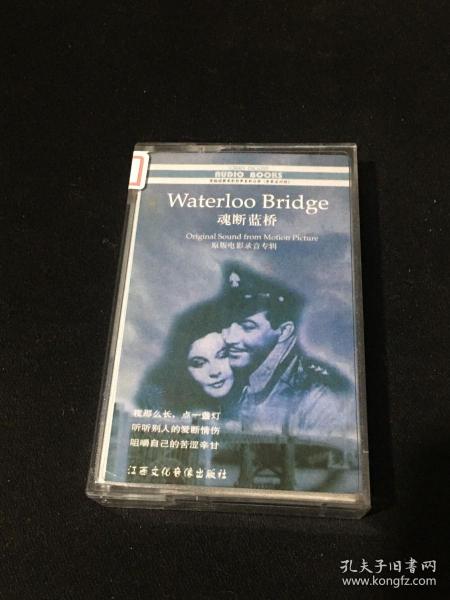 AUDIO BOOKS
Waterloo Bridge
魂断蓝桥
Original Sound from Motion Picture
原版电影录音专辑
夜那么长，点一盏灯
听听别人的爱断情伤
咀嚼自己的苦涩辛甘
江西文化音像出版社
孔夫子旧书网
www.kongfz.com